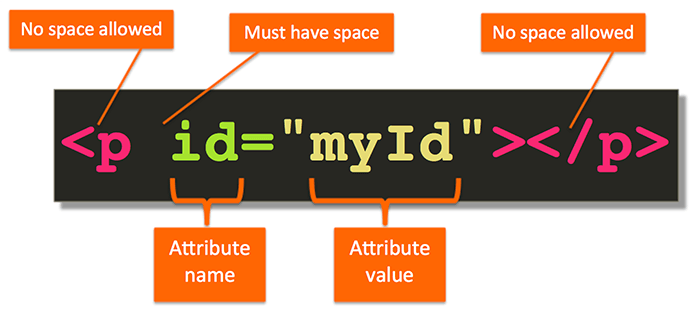 No space allowed
Must have space
No space allowed
<p id="myId"></p>
Attribute
name
Attribute
value